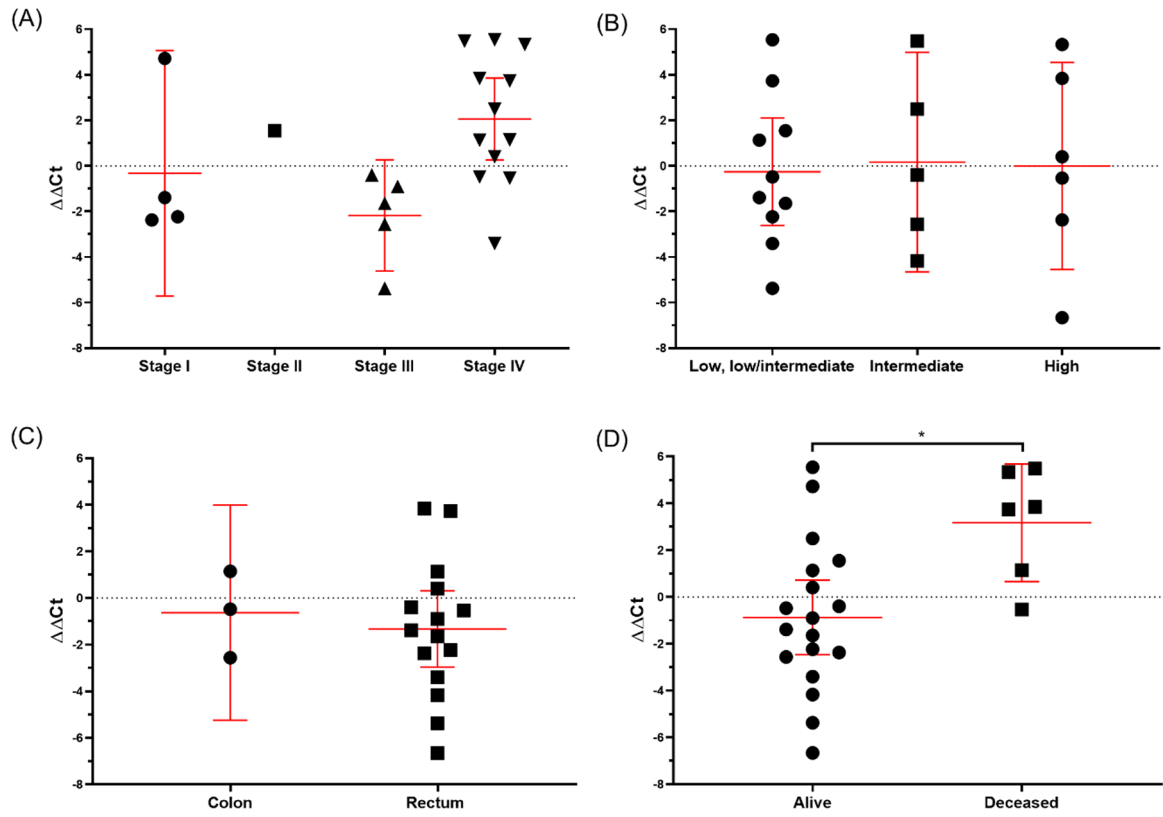 (A)
6
4
2
0
-2
-4
-6
-8
ΔΔCt
Stage I Stage II Stage III Stage IV
(B)
6
4
2
0
-2
-4
-6
-8
ΔΔCt
Low, low/intermediate Intermediate High
(C)
6
4
2
0
-2
-4
-6
-8
ΔΔCt
Colon Rectum
(D)
*
6
4
2
0
-2
-4
-6
-8
ΔΔCt
Alive Deceased